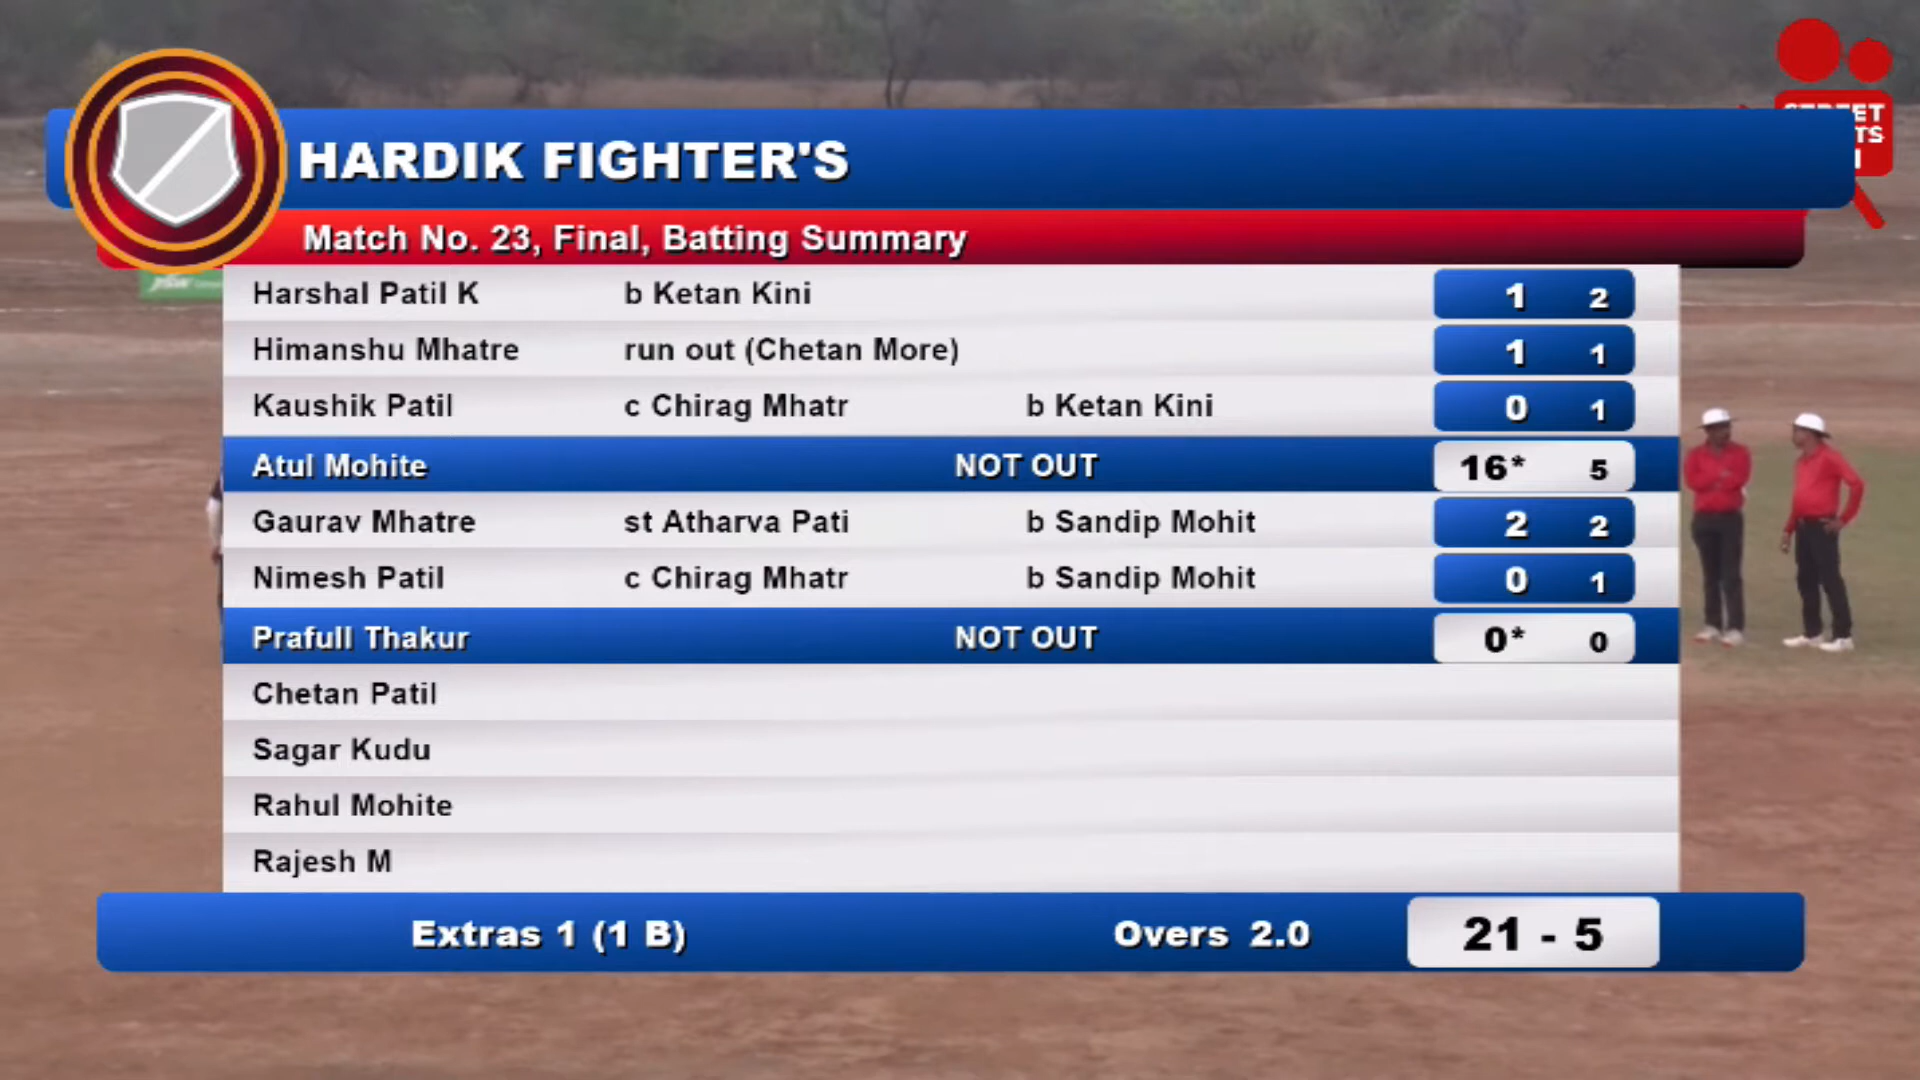 HARDIK FIGHTER'S
Match No. 23, Final, Batting Summary
Harshal Patil K b Ketan Kini 1 2
Himanshu Mhatre run out (Chetan More) 1 1
Kaushik Patil c Chirag Mhatr b Ketan Kini 0 1
Atul Mohite NOT OUT 16* 5
Gaurav Mhatre st Atharva Pati b Sandip Mohit 2 2
Nimesh Patil c Chirag Mhatr b Sandip Mohit 0 1
Prafull Thakur NOT OUT 0* 0
Chetan Patil
Sagar Kudu
Rahul Mohite
Rajesh M
Extras 1 (1 B) Overs 2.0 21 - 5